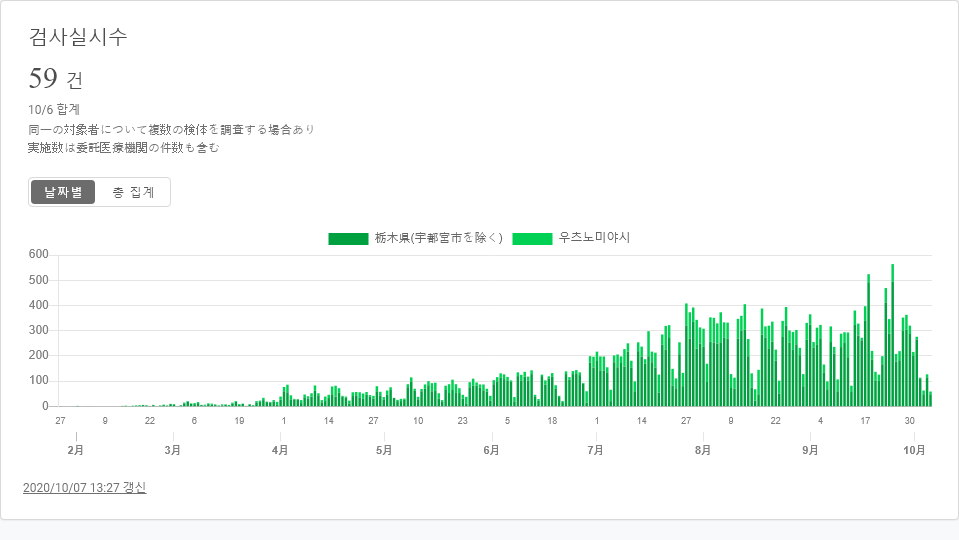 검사실시수
59 건
10/6 합계
同一の対象者について複数の検体を調査する場合あり
実施数は委託医療機関の件数も含む
날짜별 총 집계
栃木県(宇都宮市を除く) 우츠노미야시
600
500
400
300
200
100
0
27 9 22 6 19 1 14 27 10 23 5 18 1 14 27 9 22 4 17 30
2月 3月 4月 5月 6月 7月 8月 9月 10月
2020/10/07 13:27 갱신